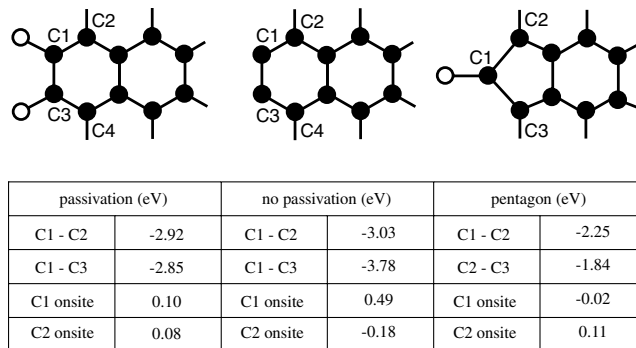 C1 C2
C3 C4
C1 C2
C3 C4
C1 C2
C3
passivation (eV) no passivation (eV) pentagon (eV)
C1 - C2 -2.92 C1 - C2 -3.03 C1 - C2 -2.25
C1 - C3 -2.85 C1 - C3 -3.78 C2 - C3 -1.84
C1 onsite 0.10 C1 onsite 0.49 C1 onsite -0.02
C2 onsite 0.08 C2 onsite -0.18 C2 onsite 0.11